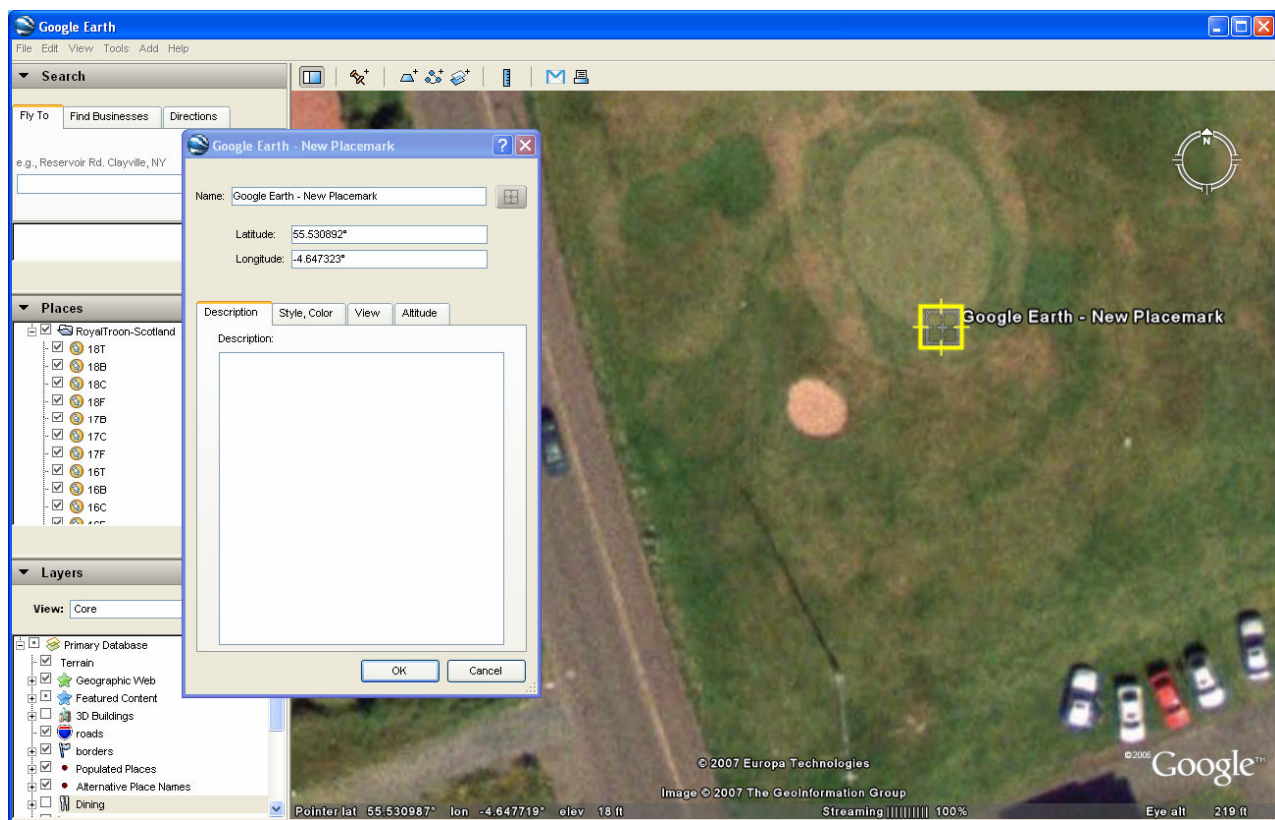 Google Earth
File Edit View Tools Add Help
Search
Fly To Find Businesses Directions
e.g., Reservoir Rd. Clayville, NY
Google Earth - New Placemark
Name: Google Earth - New Placemark
Latitude: 55.530892°
Longitude: -4.647323°
Description Style, Color View Altitude
Description:
OK Cancel
Places
RoyalTroon-Scotland
18T
18B
18C
18F
17B
17C
17F
16T
16B
16C
Layers
View: Core
Primary Database
Terrain
Geographic Web
Featured Content
3D Buildings
roads
borders
Populated Places
Alternative Place Names
Dining
N
Google Earth - New Placemark
© 2007 Europa Technologies
Image © 2007 The GeoInformation Group
©2006 Google™
Pointer lat 55.530987° lon -4.647719° elev 18 ft Streaming |||||||||| 100% Eye alt 219 ft